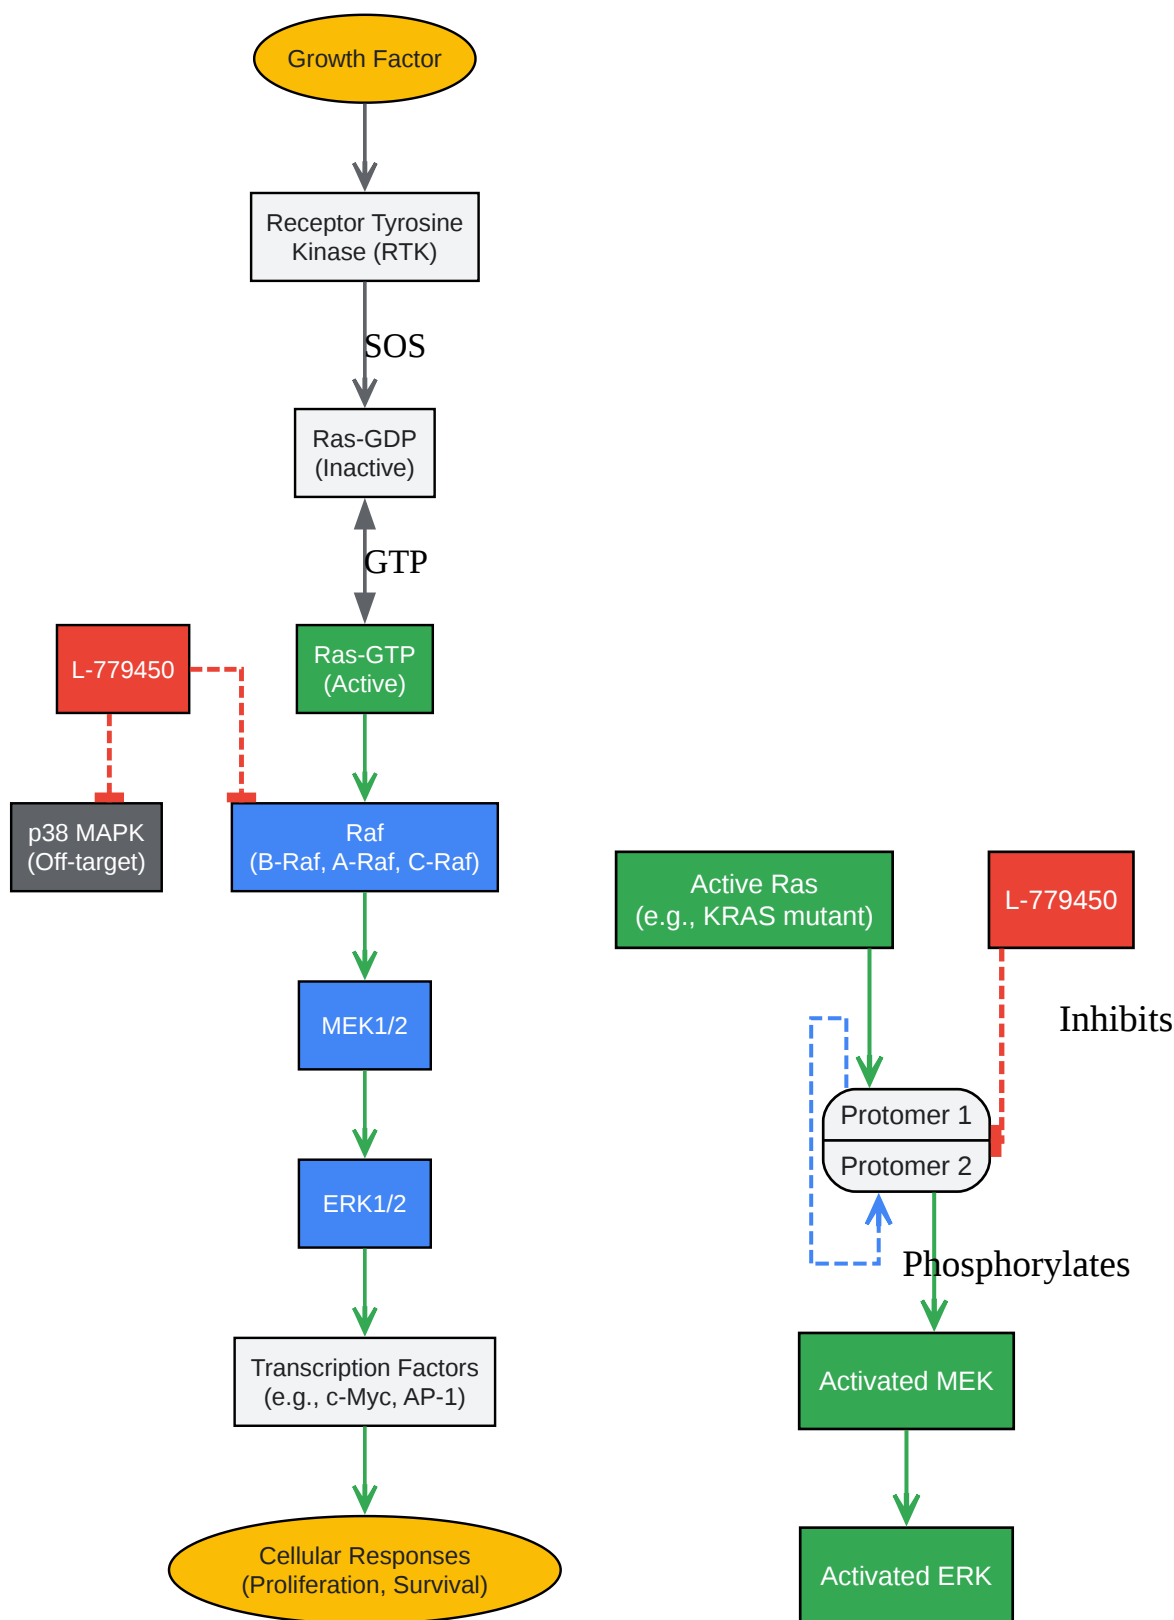 Growth Factor
Receptor Tyrosine
Kinase (RTK)
SOS
Ras-GDP
(Inactive)
GTP
L-779450
Ras-GTP
(Active)
p38 MAPK
(Off-target)
Raf
(B-Raf, A-Raf, C-Raf)
MEK1/2
ERK1/2
Transcription Factors
(e.g., c-Myc, AP-1)
Cellular Responses
(Proliferation, Survival)
Active Ras
(e.g., KRAS mutant)
L-779450
Inhibits
Protomer 1
Protomer 2
Phosphorylates
Activated MEK
Activated ERK